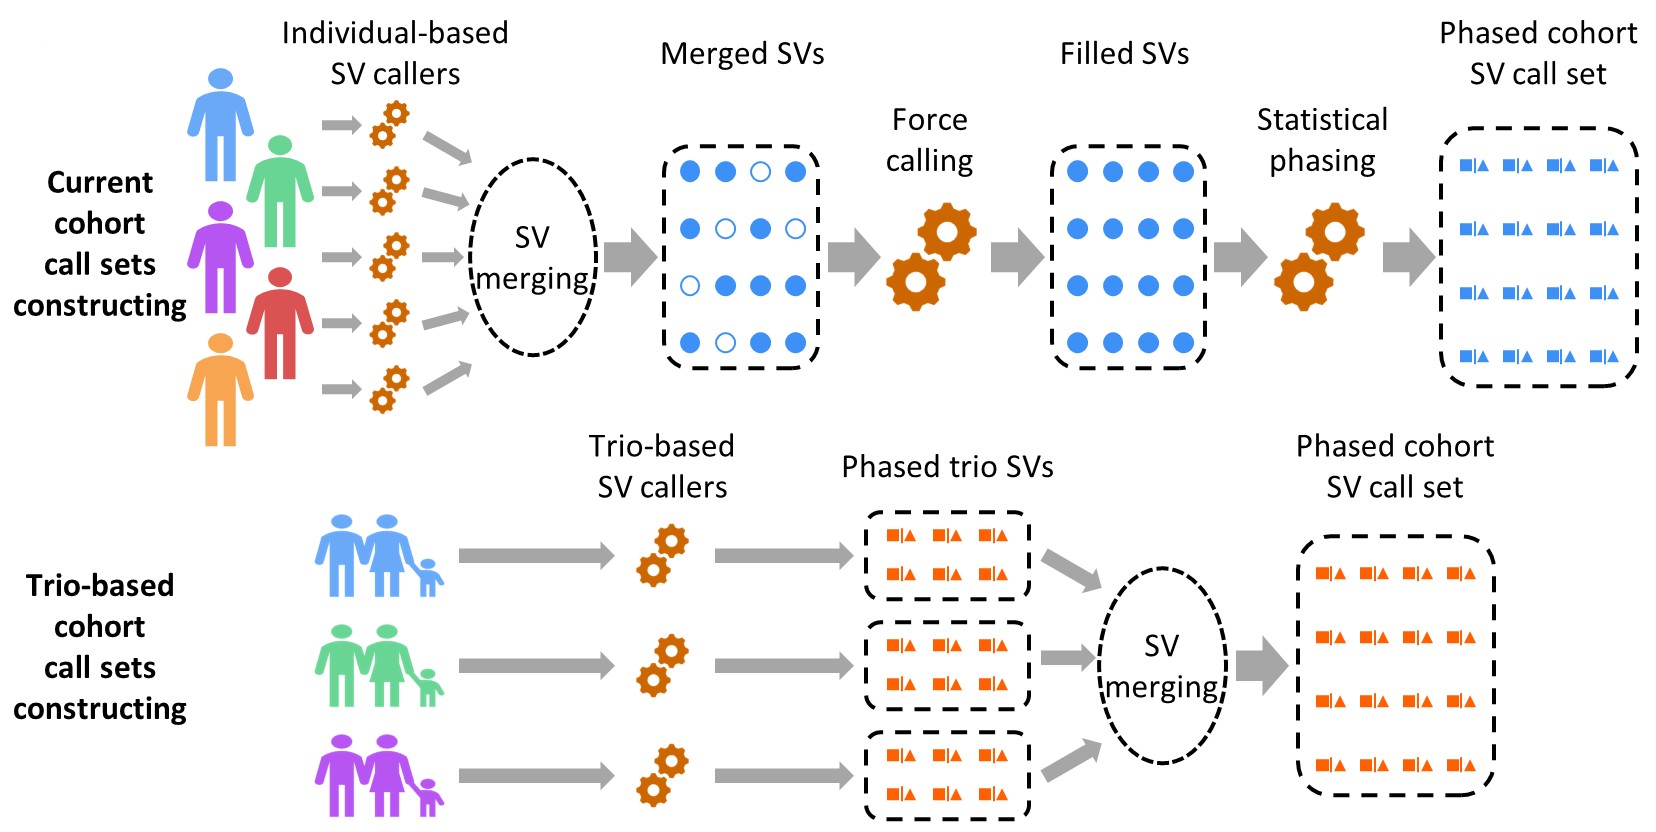 Individual-based
SV callers
Merged SVs
Filled SVs
Phased cohort
SV call set
Force
calling
Statistical
phasing
Current
cohort
call sets
constructing
SV
merging
Trio-based
SV callers
Phased trio SVs
Phased cohort
SV call set
Trio-based
cohort
call sets
constructing
SV
merging